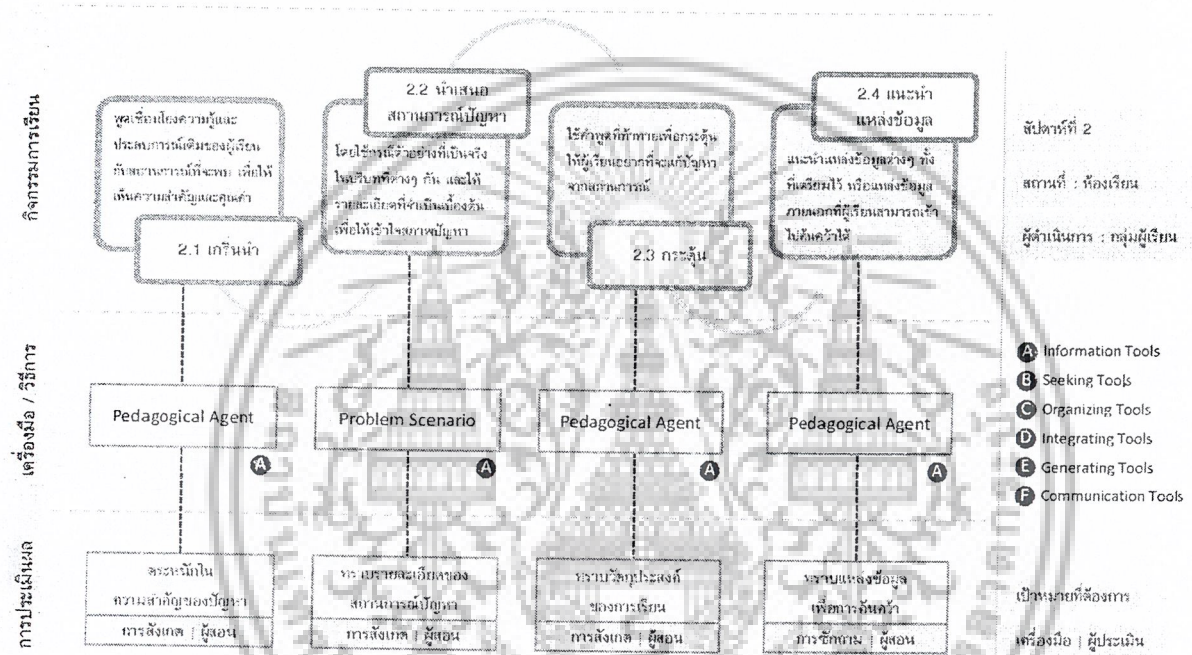 กิจกรรมการเรียน
พูดเชื่อมโยงความรู้และ
ประสบการณ์เดิมของผู้เรียน
กับสถานการณ์ที่จะพบ เพื่อให้
เห็นความสำคัญและคุณค่า
2.1 เกริ่นนำ
2.2 นำเสนอ
สถานการณ์ปัญหา
โดยใช้กรณีตัวอย่างที่เป็นจริง
ในบริบทที่ต่างๆ กัน และให้
รายละเอียดที่จำเป็นเบื้องต้น
เพื่อให้เข้าใจสภาพปัญหา
ใช้คำพูดที่ท้าทายเพื่อกระตุ้น
ให้ผู้เรียนอยากที่จะแก้ปัญหา
จากสถานการณ์
2.3 กระตุ้น
2.4 แนะนำ
แหล่งข้อมูล
แนะนำแหล่งข้อมูลต่างๆ ทั้ง
ที่เตรียมไว้ หรือแหล่งข้อมูล
ภายนอกที่ผู้เรียนสามารถเข้า
ไปค้นคว้าได้
สัปดาห์ที่ 2
สถานที่ : ห้องเรียน
ผู้ดำเนินการ : กลุ่มผู้เรียน
เครื่องมือ / วิธีการ
Pedagogical Agent
A
Problem Scenario
A
Pedagogical Agent
A
Pedagogical Agent
A
A Information Tools
B Seeking Tools
C Organizing Tools
D Integrating Tools
E Generating Tools
F Communication Tools
การประเมินผล
ตระหนักใน
ความสำคัญของปัญหา
การสังเกต | ผู้สอน
ทราบรายละเอียดของ
สถานการณ์ปัญหา
การสังเกต | ผู้สอน
ทราบวัตถุประสงค์
ของการเรียน
การสังเกต | ผู้สอน
ทราบแหล่งข้อมูล
เพื่อการค้นคว้า
การซักถาม | ผู้สอน
เป้าหมายที่ต้องการ
เครื่องมือ | ผู้ประเมิน